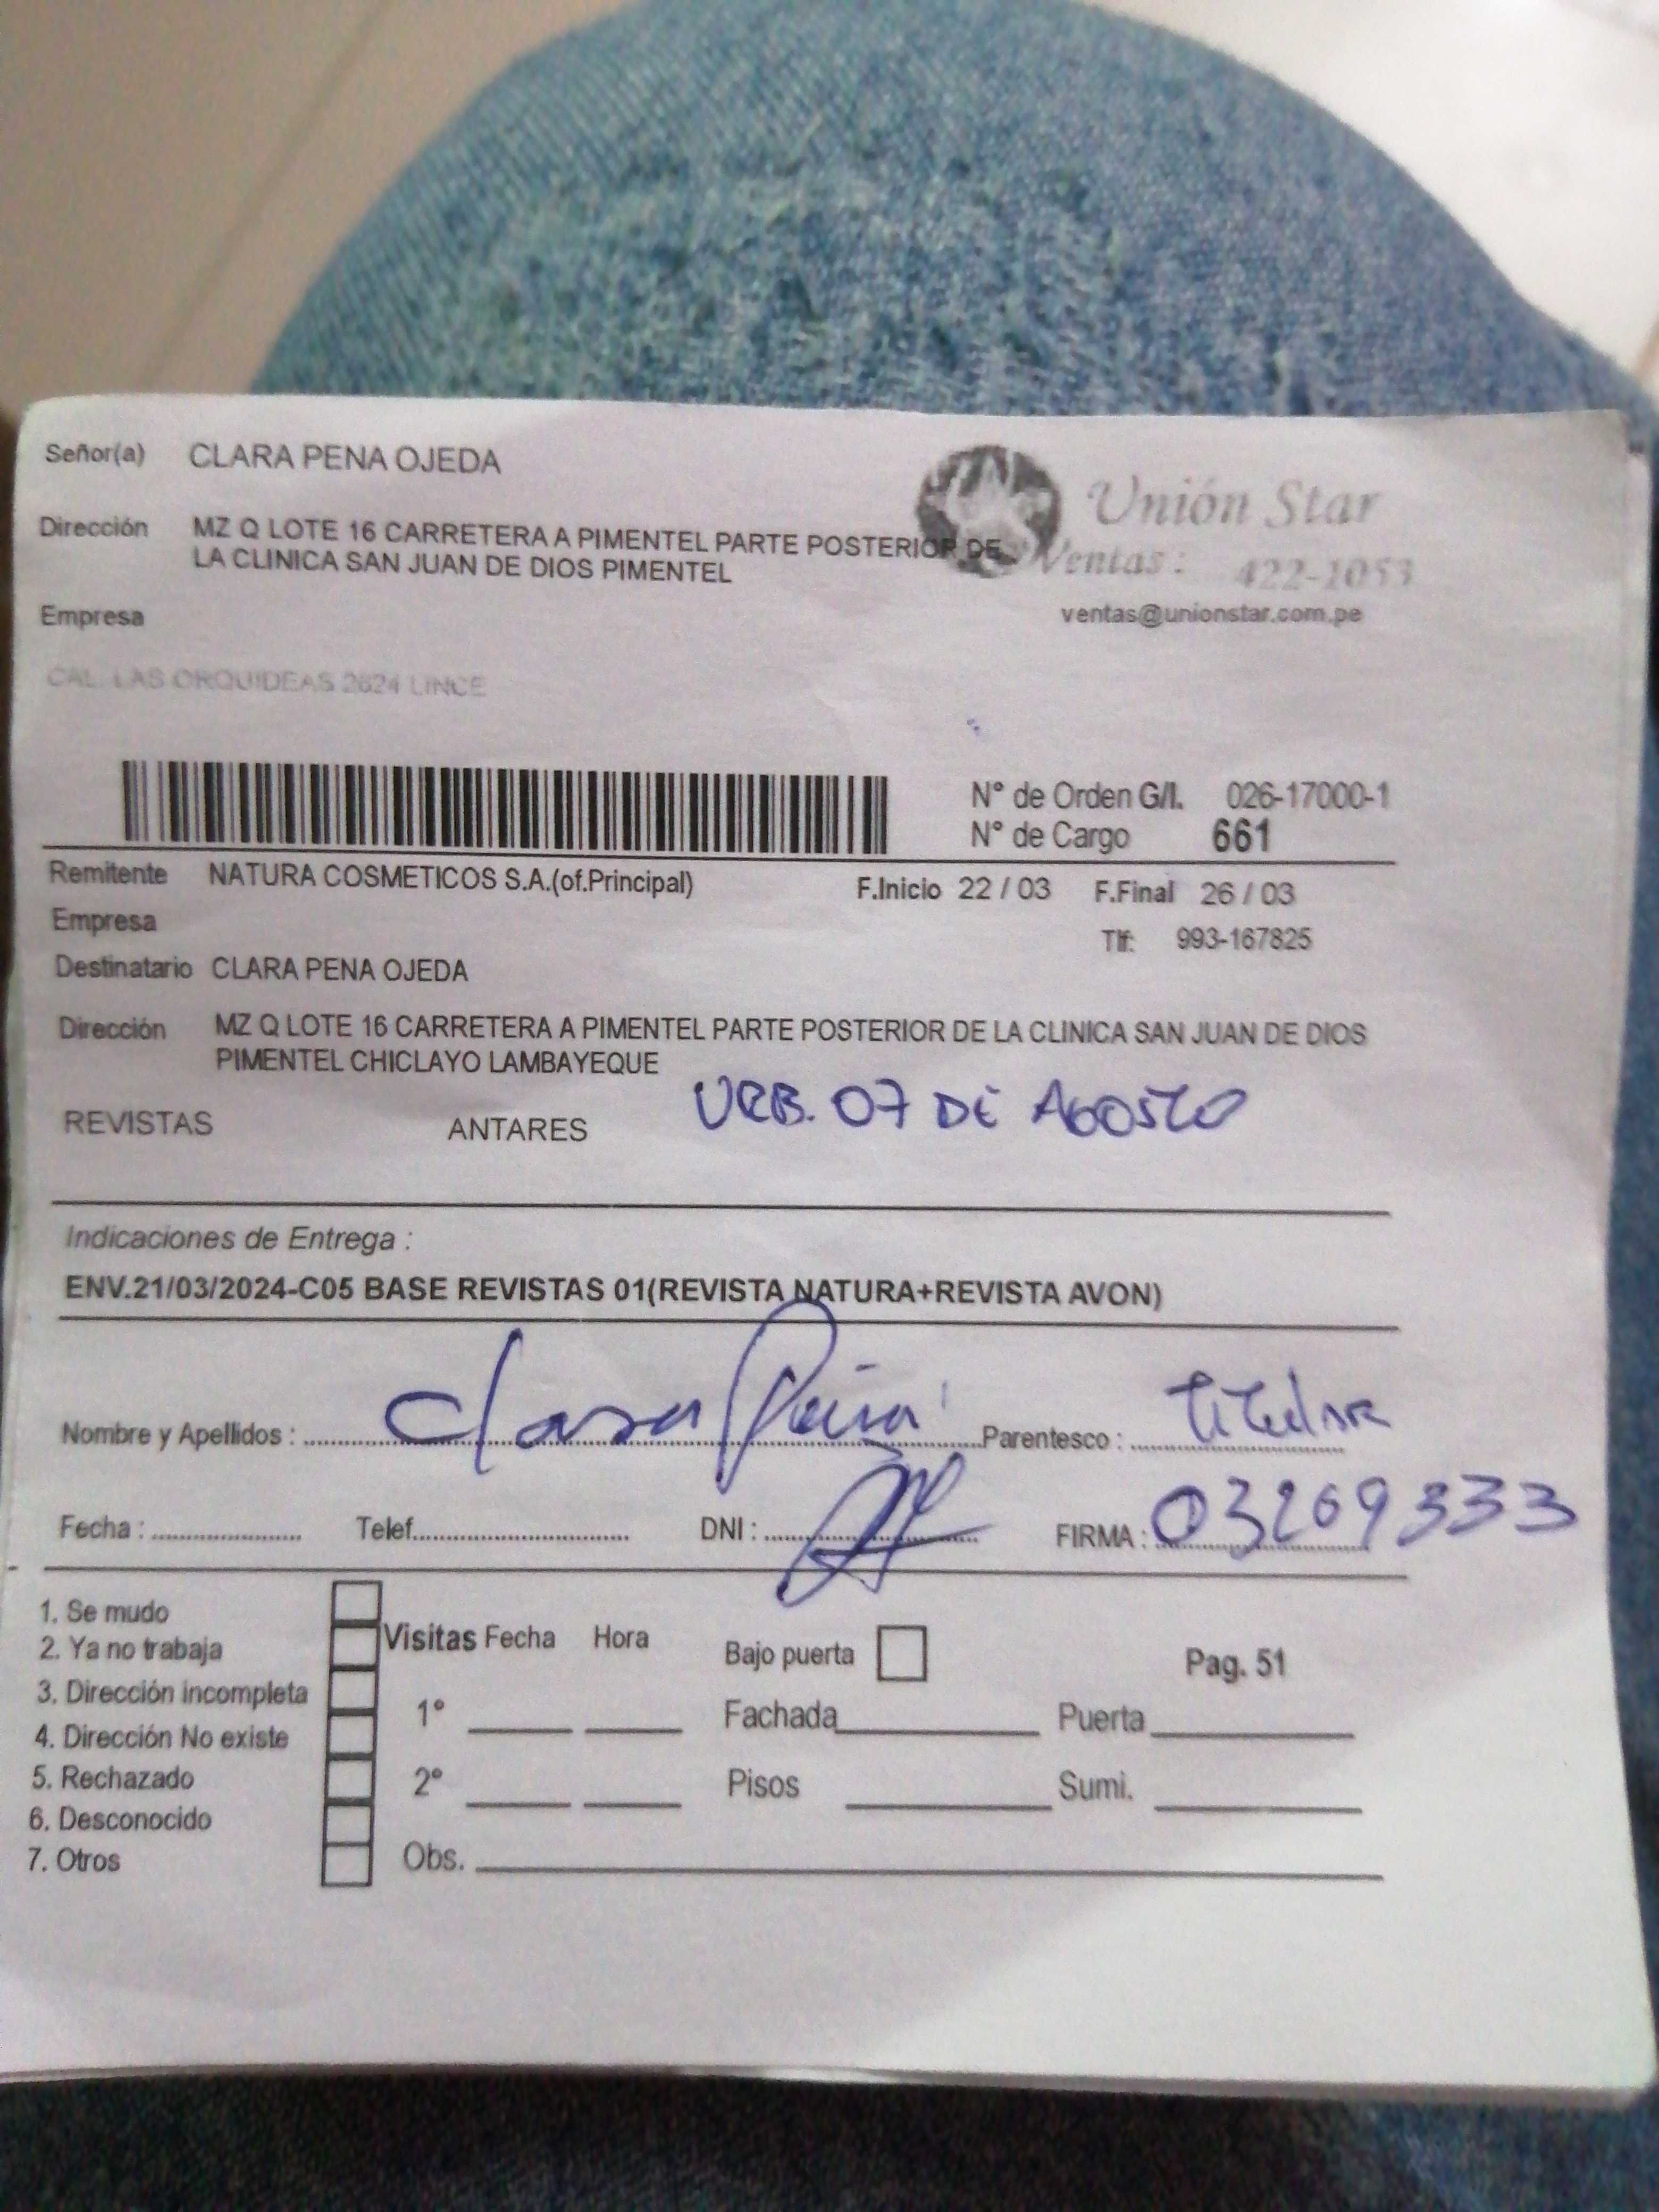 Señor(a) CLARA PENA OJEDA
Unión Star
Dirección MZ Q LOTE 16 CARRETERA A PIMENTEL PARTE POSTERIOR DE
LA CLINICA SAN JUAN DE DIOS PIMENTEL
Ventas: 422-1053
Empresa
ventas@unionstar.com.pe
CAL. LAS ORQUIDEAS 2624 LINCE
N° de Orden G/I. 026-17000-1
N° de Cargo 661
Remitente NATURA COSMETICOS S.A.(of.Principal) F.Inicio 22 / 03 F.Final 26 / 03
Empresa
Tlf: 993-167825
Destinatario CLARA PENA OJEDA
Dirección MZ Q LOTE 16 CARRETERA A PIMENTEL PARTE POSTERIOR DE LA CLINICA SAN JUAN DE DIOS
PIMENTEL CHICLAYO LAMBAYEQUE
REVISTAS ANTARES URB. 07 DE AGOSTO
Indicaciones de Entrega :
ENV.21/03/2024-C05 BASE REVISTAS 01(REVISTA NATURA+REVISTA AVON)
Nombre y Apellidos : Clara Peña Parentesco : titular
Fecha : Telef. DNI : FIRMA : 03269333
1. Se mudo
2. Ya no trabaja
3. Dirección incompleta
4. Dirección No existe
5. Rechazado
6. Desconocido
7. Otros
Visitas Fecha Hora Bajo puerta Pag. 51
1° Fachada Puerta
2° Pisos Sumi.
Obs.